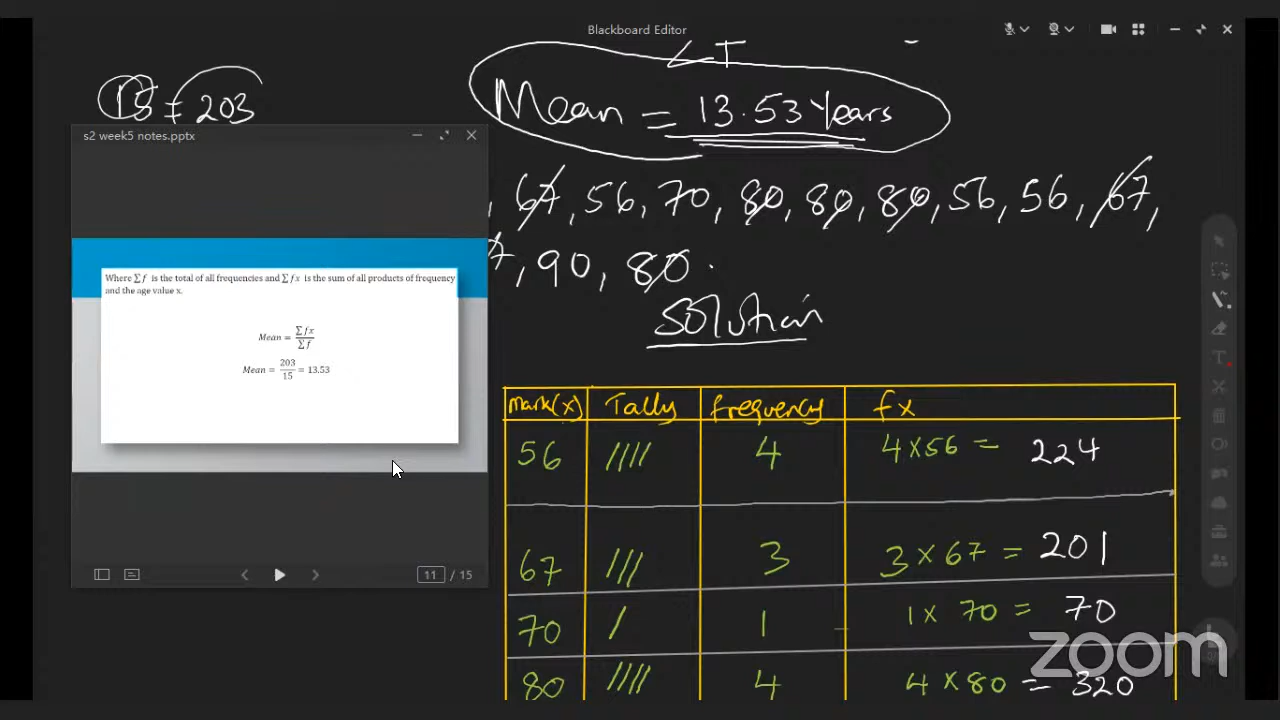 Blackboard Editor
Σf
15 = 203
Mean = 13.53 Years
s2 week5 notes.pptx
, 67, 56, 70, 80, 80, 80, 56, 56, 67,
7, 90, 80.
Solution
Where ∑ f is the total of all frequencies and ∑ fx is the sum of all products of frequency
and the age value x.
Mean = ∑ fx / ∑ f
Mean = 203 / 15 = 13.53
11 / 15
mark(x) Tally frequency fx
56 //// 4 4 x 56 = 224
67 /// 3 3 x 67 = 201
70 / 1 1 x 70 = 70
80 //// 4 4 x 80 = 320
zoom